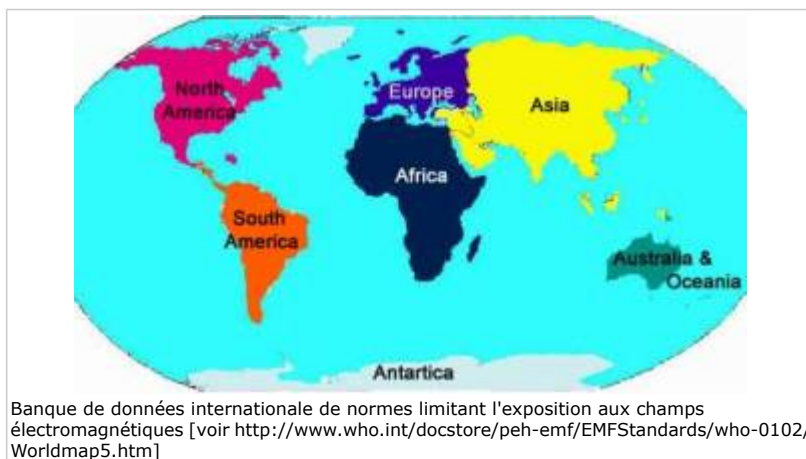 North
America
Europe
Asia
Africa
South
America
Australia &
Oceania
Antartica
Banque de données internationale de normes limitant l'exposition aux champs
électromagnétiques [voir http://www.who.int/docstore/peh-emf/EMFStandards/who-0102/
Worldmap5.htm]